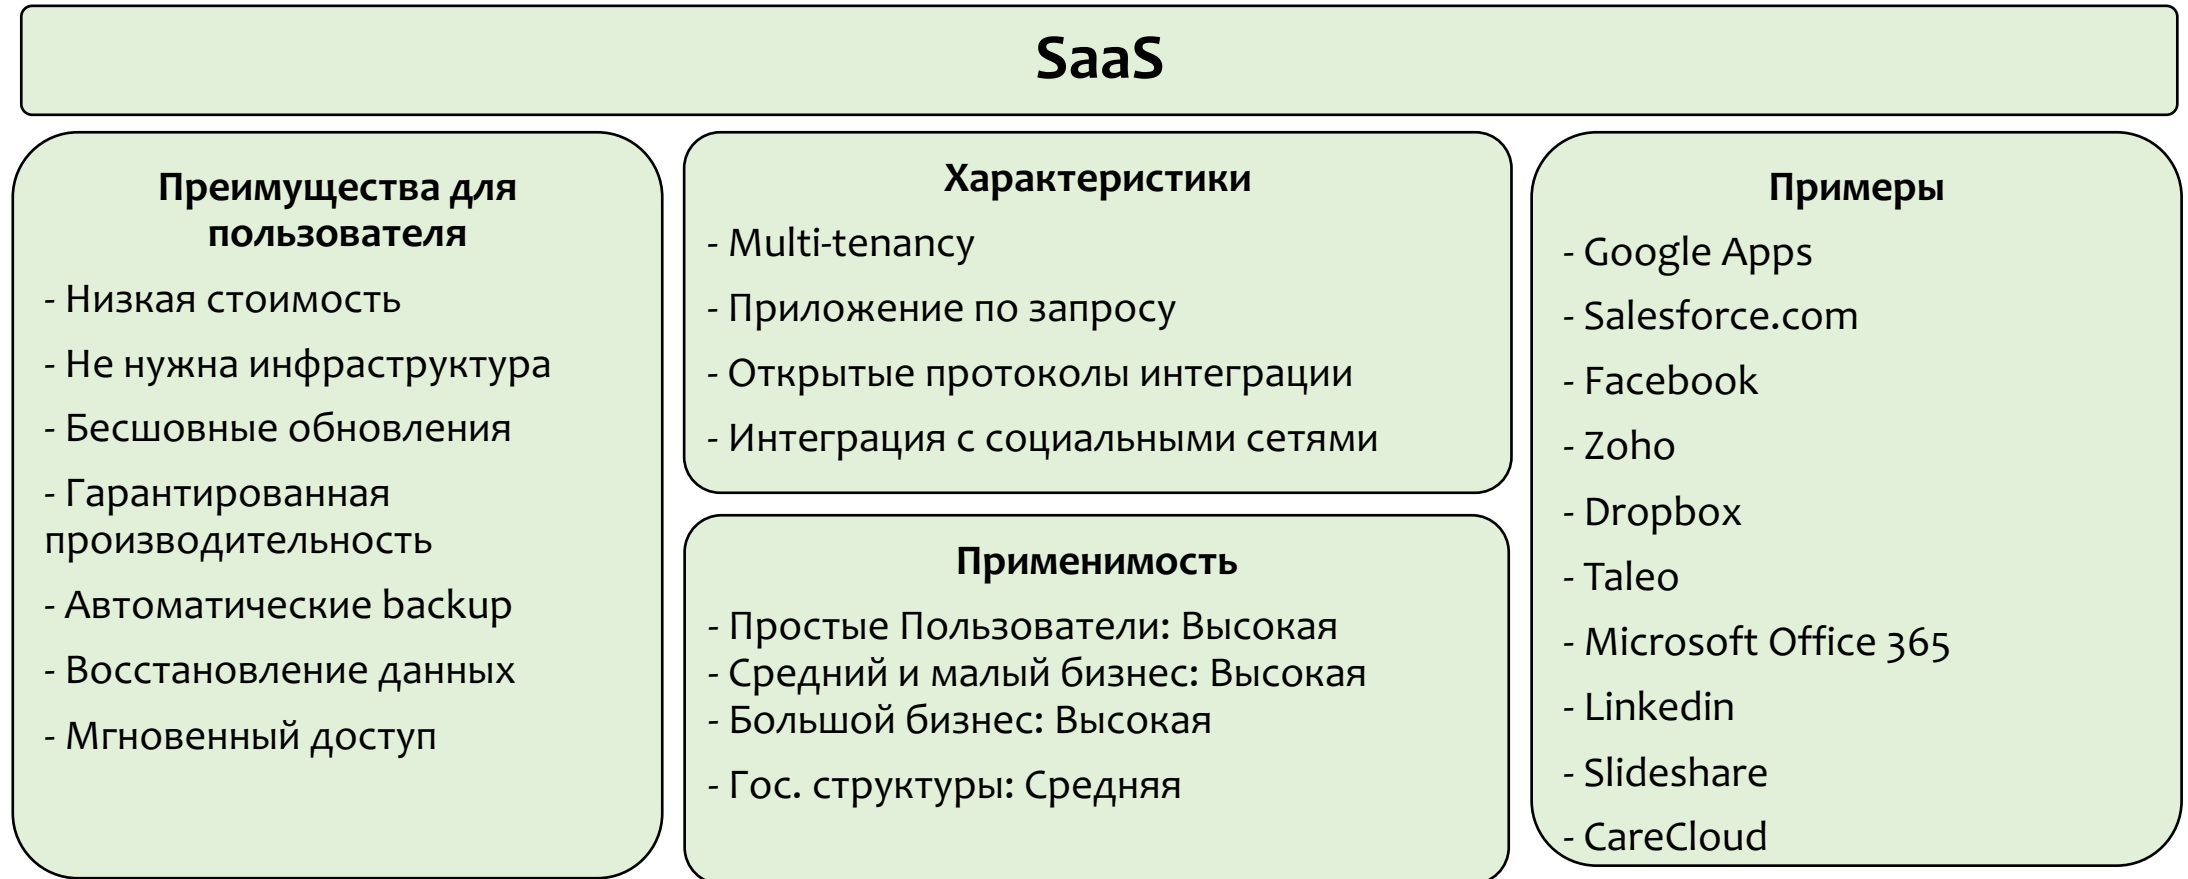 SaaS
Преимущества для
пользователя
- Низкая стоимость
- Не нужна инфраструктура
- Бесшовные обновления
- Гарантированная
производительность
- Автоматические backup
- Восстановление данных
- Мгновенный доступ
Характеристики
- Multi-tenancy
- Приложение по запросу
- Открытые протоколы интеграции
- Интеграция с социальными сетями
Применимость
- Простые Пользователи: Высокая
- Средний и малый бизнес: Высокая
- Большой бизнес: Высокая
- Гос. структуры: Средняя
Примеры
- Google Apps
- Salesforce.com
- Facebook
- Zoho
- Dropbox
- Taleo
- Microsoft Office 365
- Linkedin
- Slideshare
- CareCloud